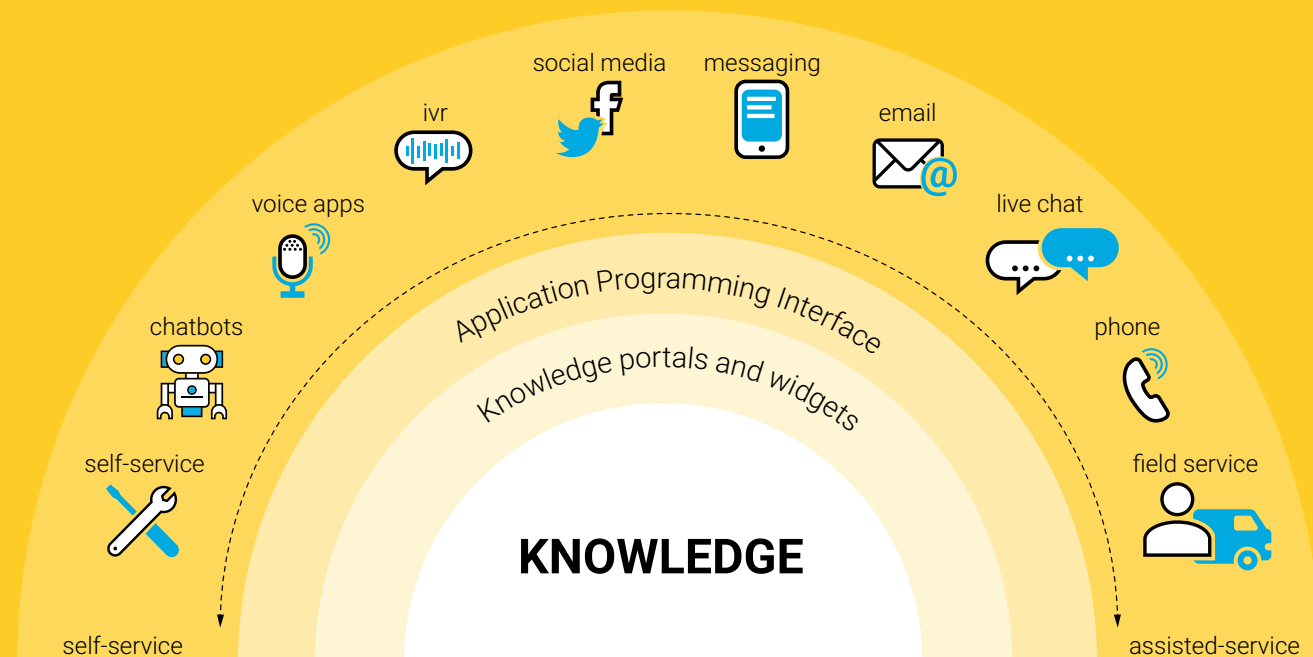 social media
messaging
ivr
email
voice apps
live chat
Application Programming Interface
chatbots
phone
Knowledge portals and widgets
self-service
field service
KNOWLEDGE
self-service
assisted-service